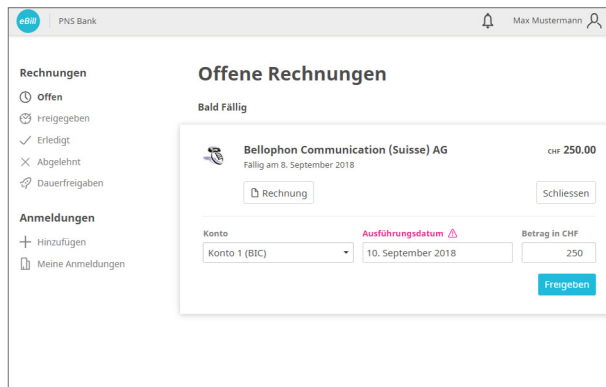 eBill PNS Bank Max Mustermann
Rechnungen
Offen
Freigegeben
Erledigt
Abgelehnt
Dauerfreigaben
Anmeldungen
Hinzufügen
Meine Anmeldungen
Offene Rechnungen
Bald Fällig
Bellophon Communication (Suisse) AG CHF 250.00
Fällig am 8. September 2018
Rechnung Schliessen
Konto Ausführungsdatum Betrag in CHF
Konto 1 (BIC) 10. September 2018 250
Freigeben